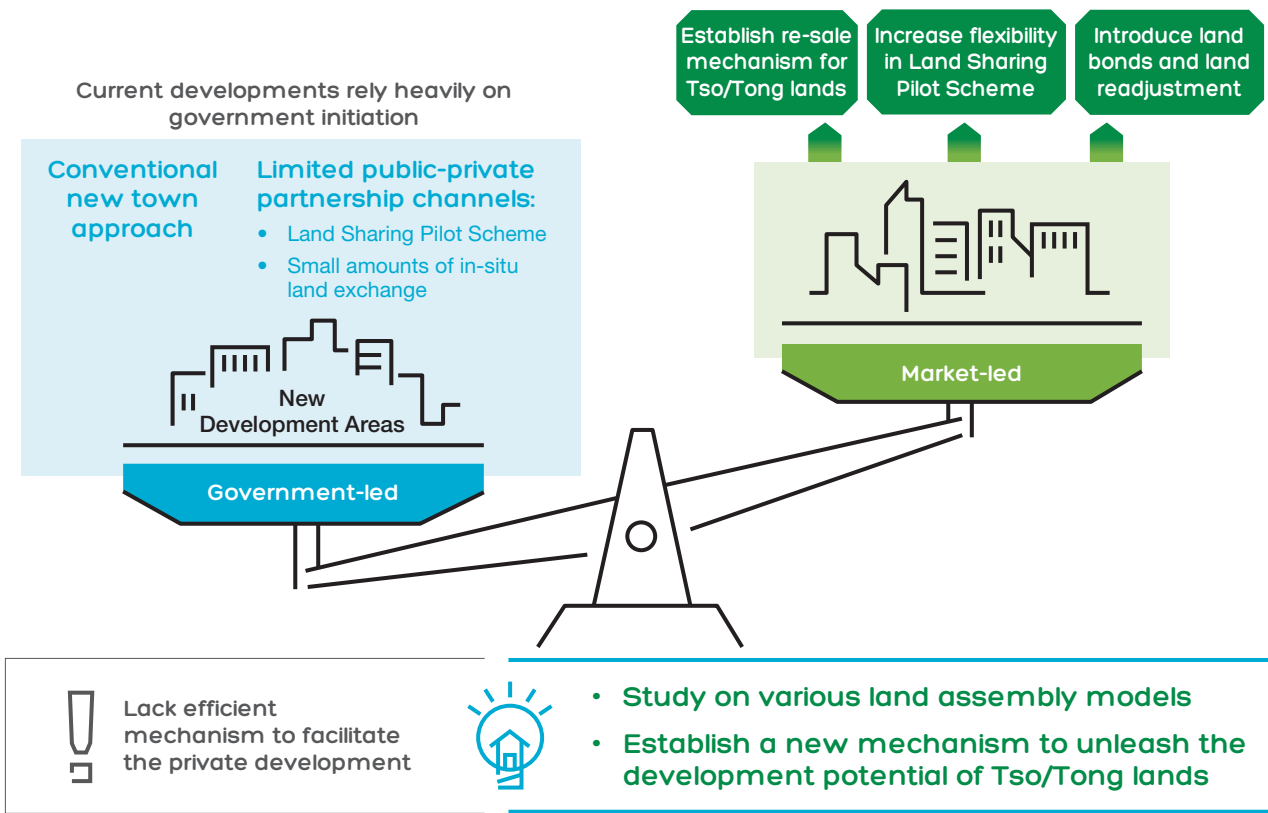 Current developments rely heavily on
government initiation
Conventional
new town
approach
Limited public-private
partnership channels:
• Land Sharing Pilot Scheme
• Small amounts of in-situ
land exchange
New
Development Areas
Government-led
Establish re-sale
mechanism for
Tso/Tong lands
Increase flexibility
in Land Sharing
Pilot Scheme
Introduce land
bonds and land
readjustment
Market-led
Lack efficient
mechanism to facilitate
the private development
• Study on various land assembly models
• Establish a new mechanism to unleash the
development potential of Tso/Tong lands